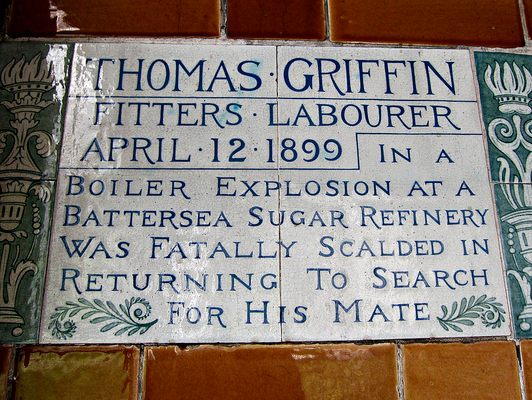 THOMAS · GRIFFIN
FITTERS · LABOURER
APRIL · 12 · 1899 IN A
BOILER EXPLOSION AT A
BATTERSEA SUGAR REFINERY
WAS FATALLY SCALDED IN
RETURNING TO SEARCH
FOR HIS MATE